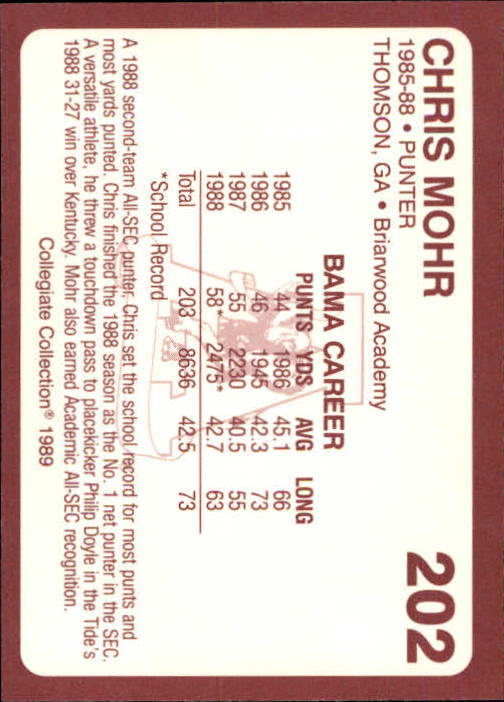 CHRIS MOHR 202
1985-88 • PUNTER
THOMSON, GA • Briarwood Academy
BAMA CAREER
PUNTS YDS AVG LONG
1985 44 1986 45.1 66
1986 46 1945 42.3 73
1987 55 2230 40.5 55
1988 58* 2475* 42.7 63
Total 203 8636 42.5 73
*School Record
A 1988 second-team All-SEC punter, Chris set the school record for most punts and
most yards punted. Chris finished the 1988 season as the No. 1 net punter in the SEC.
A versatile athlete, he threw a touchdown pass to placekicker Philip Doyle in the Tide's
1988 31-27 win over Kentucky. Mohr also earned Academic All-SEC recognition.
Collegiate Collection® 1989